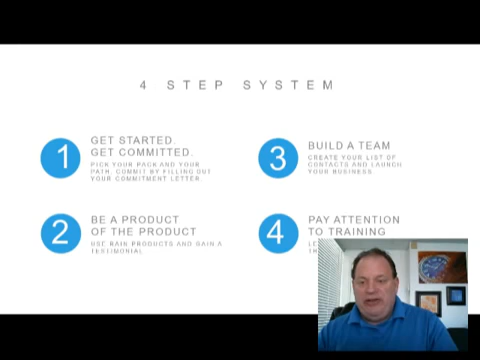 4 STEP SYSTEM
1
GET STARTED.
GET COMMITTED.
PICK YOUR PACK AND YOUR
PATH. COMMIT BY FILLING OUT
YOUR COMMITMENT LETTER.
2
BE A PRODUCT
OF THE PRODUCT
USE RAIN PRODUCTS AND GAIN A
TESTIMONIAL
3
BUILD A TEAM
CREATE YOUR LIST OF
CONTACTS AND LAUNCH
YOUR BUSINESS.
4
PAY ATTENTION
TO TRAINING